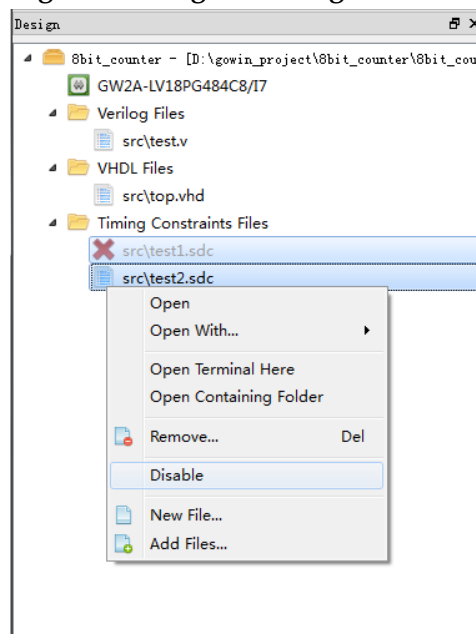 Design
8bit_counter - [D:\gowin_project\8bit_counter\8bit_cou
GW2A-LV18PG484C8/I7
Verilog Files
src\test.v
VHDL Files
src\top.vhd
Timing Constraints Files
src\test1.sdc
src\test2.sdc
Open
Open With...
Open Terminal Here
Open Containing Folder
Remove... Del
Disable
New File...
Add Files...